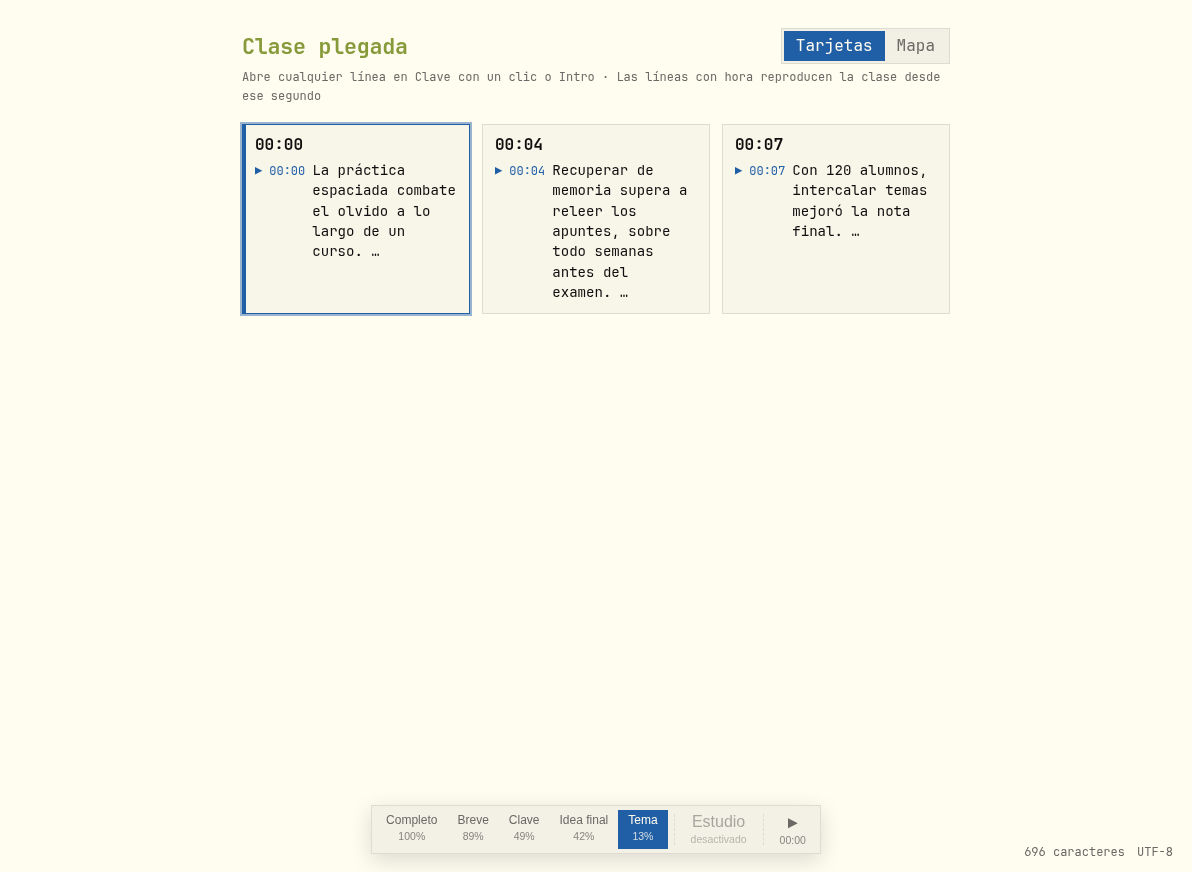 Clase plegada
Tarjetas Mapa
Abre cualquier línea en Clave con un clic o Intro · Las líneas con hora reproducen la clase desde
ese segundo
00:00
▶ 00:00 La práctica
espaciada combate
el olvido a lo
largo de un
curso. …
00:04
▶ 00:04 Recuperar de
memoria supera a
releer los
apuntes, sobre
todo semanas
antes del
examen. …
00:07
▶ 00:07 Con 120 alumnos,
intercalar temas
mejoró la nota
final. …
Completo Breve Clave Idea final Tema Estudio ▶
100% 89% 49% 42% 13% desactivado 00:00
696 caracteres UTF-8